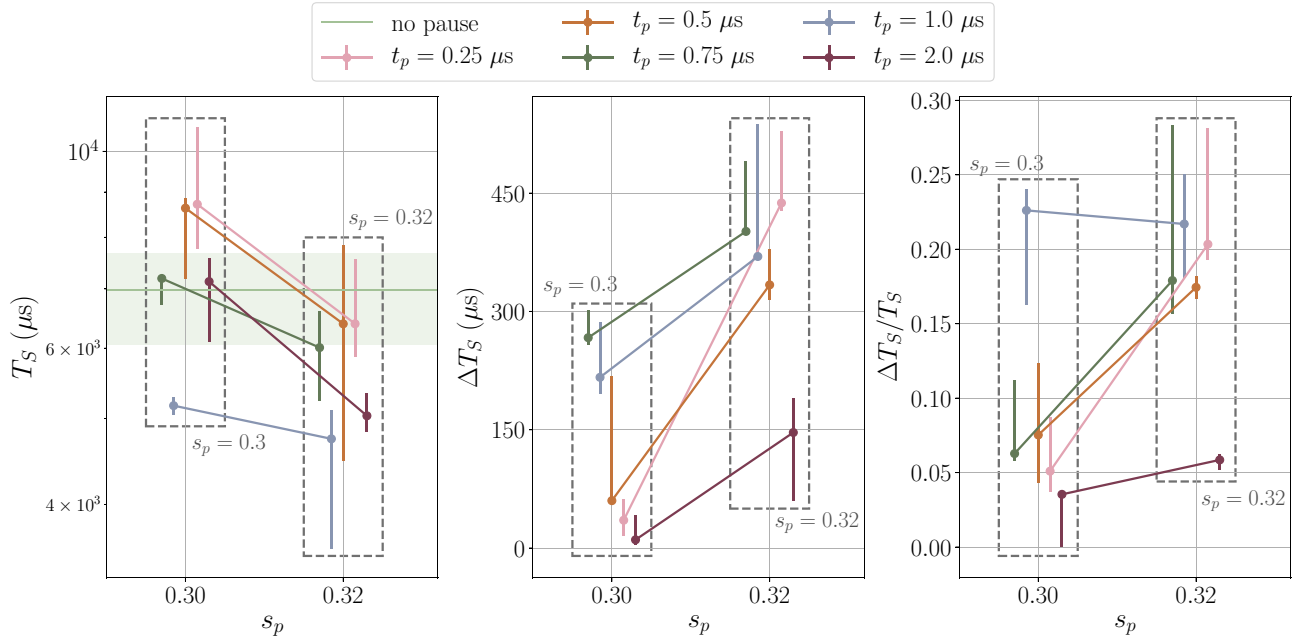 no pause
t_p = 0.25 μs
t_p = 0.5 μs
t_p = 0.75 μs
t_p = 1.0 μs
t_p = 2.0 μs
T_S (μs)
10^4
6 × 10^3
4 × 10^3
s_p = 0.32
s_p = 0.3
0.30
0.32
s_p
ΔT_S (μs)
450
300
150
0
s_p = 0.3
s_p = 0.32
0.30
0.32
s_p
ΔT_S/T_S
0.30
0.25
0.20
0.15
0.10
0.05
0.00
s_p = 0.3
s_p = 0.32
0.30
0.32
s_p